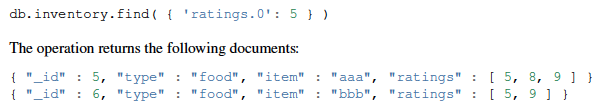 db.inventory.find( { 'ratings.0': 5 } )
The operation returns the following documents:
{ "_id" : 5, "type" : "food", "item" : "aaa", "ratings" : [ 5, 8, 9 ] }
{ "_id" : 6, "type" : "food", "item" : "bbb", "ratings" : [ 5, 9 ] }